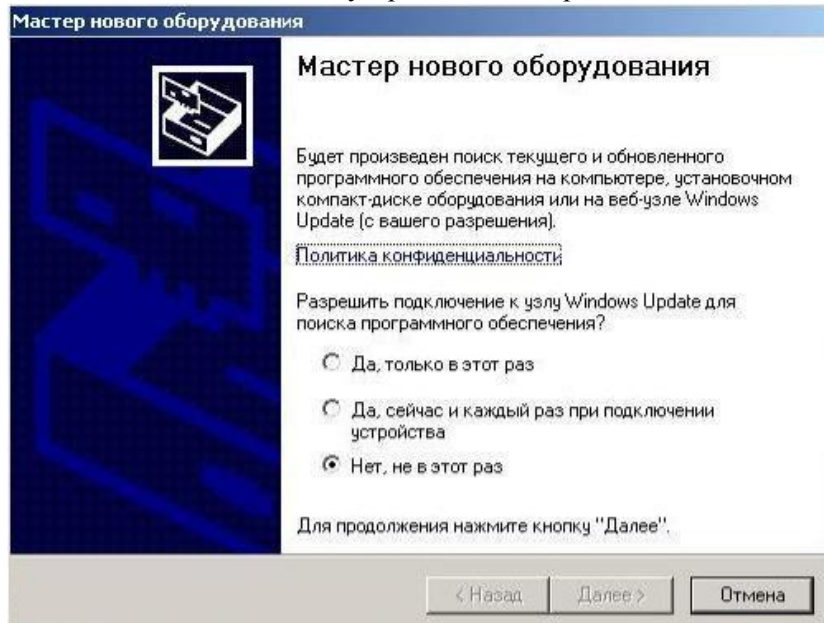 Мастер нового оборудования
Мастер нового оборудования
Будет произведен поиск текущего и обновленного
программного обеспечения на компьютере, установочном
компакт-диске оборудования или на веб-узле Windows
Update (с вашего разрешения).
Политика конфиденциальности
Разрешить подключение к узлу Windows Update для
поиска программного обеспечения?
Да, только в этот раз
Да, сейчас и каждый раз при подключении
устройства
Нет, не в этот раз
Для продолжения нажмите кнопку "Далее".
< Назад Далее > Отмена